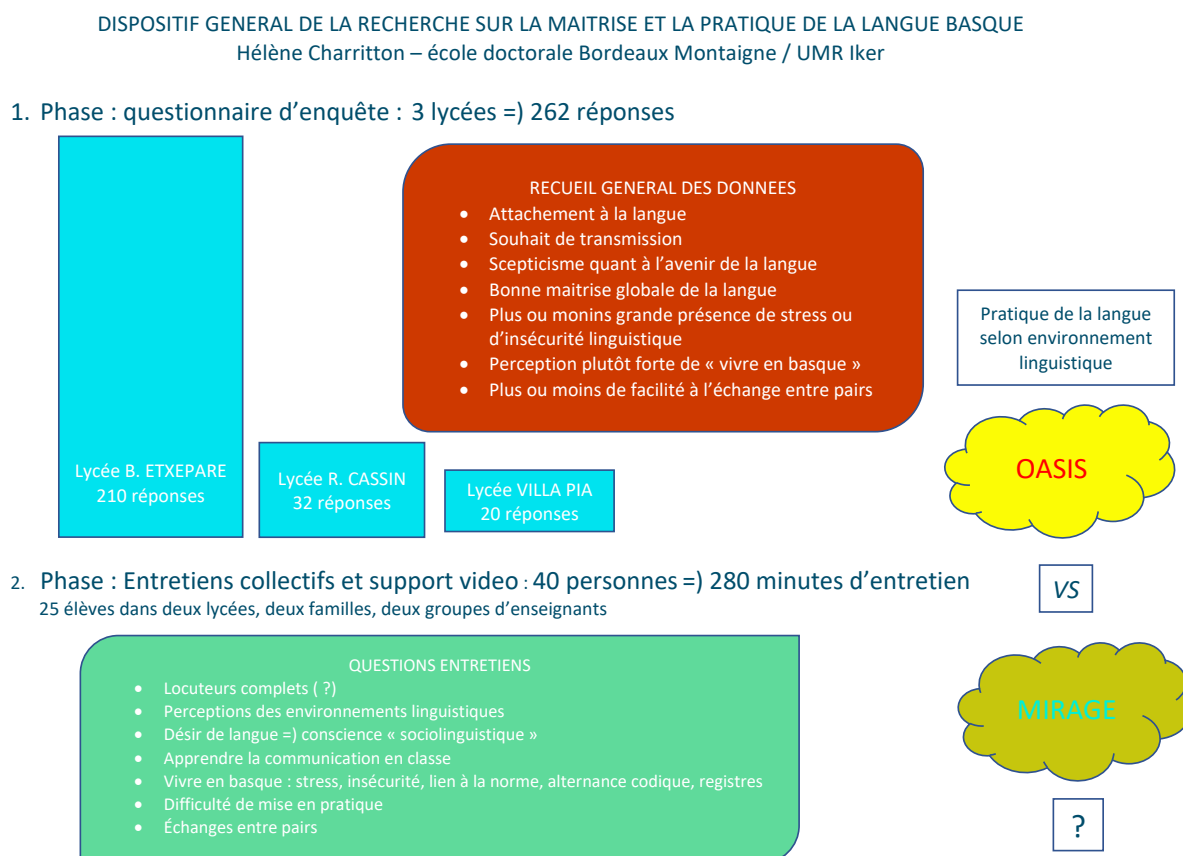 DISPOSITIF GENERAL DE LA RECHERCHE SUR LA MAITRISE ET LA PRATIQUE DE LA LANGUE BASQUE
Hélène Charritton – école doctorale Bordeaux Montaigne / UMR Iker
1. Phase : questionnaire d'enquête : 3 lycées =) 262 réponses
RECUEIL GENERAL DES DONNEES
• Attachement à la langue
• Souhait de transmission
• Scepticisme quant à l'avenir de la langue
• Bonne maitrise globale de la langue
• Plus ou monins grande présence de stress ou
d'insécurité linguistique
• Perception plutôt forte de « vivre en basque »
• Plus ou moins de facilité à l'échange entre pairs
Lycée B. ETXEPARE
210 réponses
Lycée R. CASSIN
32 réponses
Lycée VILLA PIA
20 réponses
Pratique de la langue
selon environnement
linguistique
OASIS
VS
MIRAGE
?
2. Phase : Entretiens collectifs et support video : 40 personnes =) 280 minutes d'entretien
25 élèves dans deux lycées, deux familles, deux groupes d'enseignants
QUESTIONS ENTRETIENS
• Locuteurs complets ( ?)
• Perceptions des environnements linguistiques
• Désir de langue =) conscience « sociolinguistique »
• Apprendre la communication en classe
• Vivre en basque : stress, insécurité, lien à la norme, alternance codique, registres
• Difficulté de mise en pratique
• Échanges entre pairs